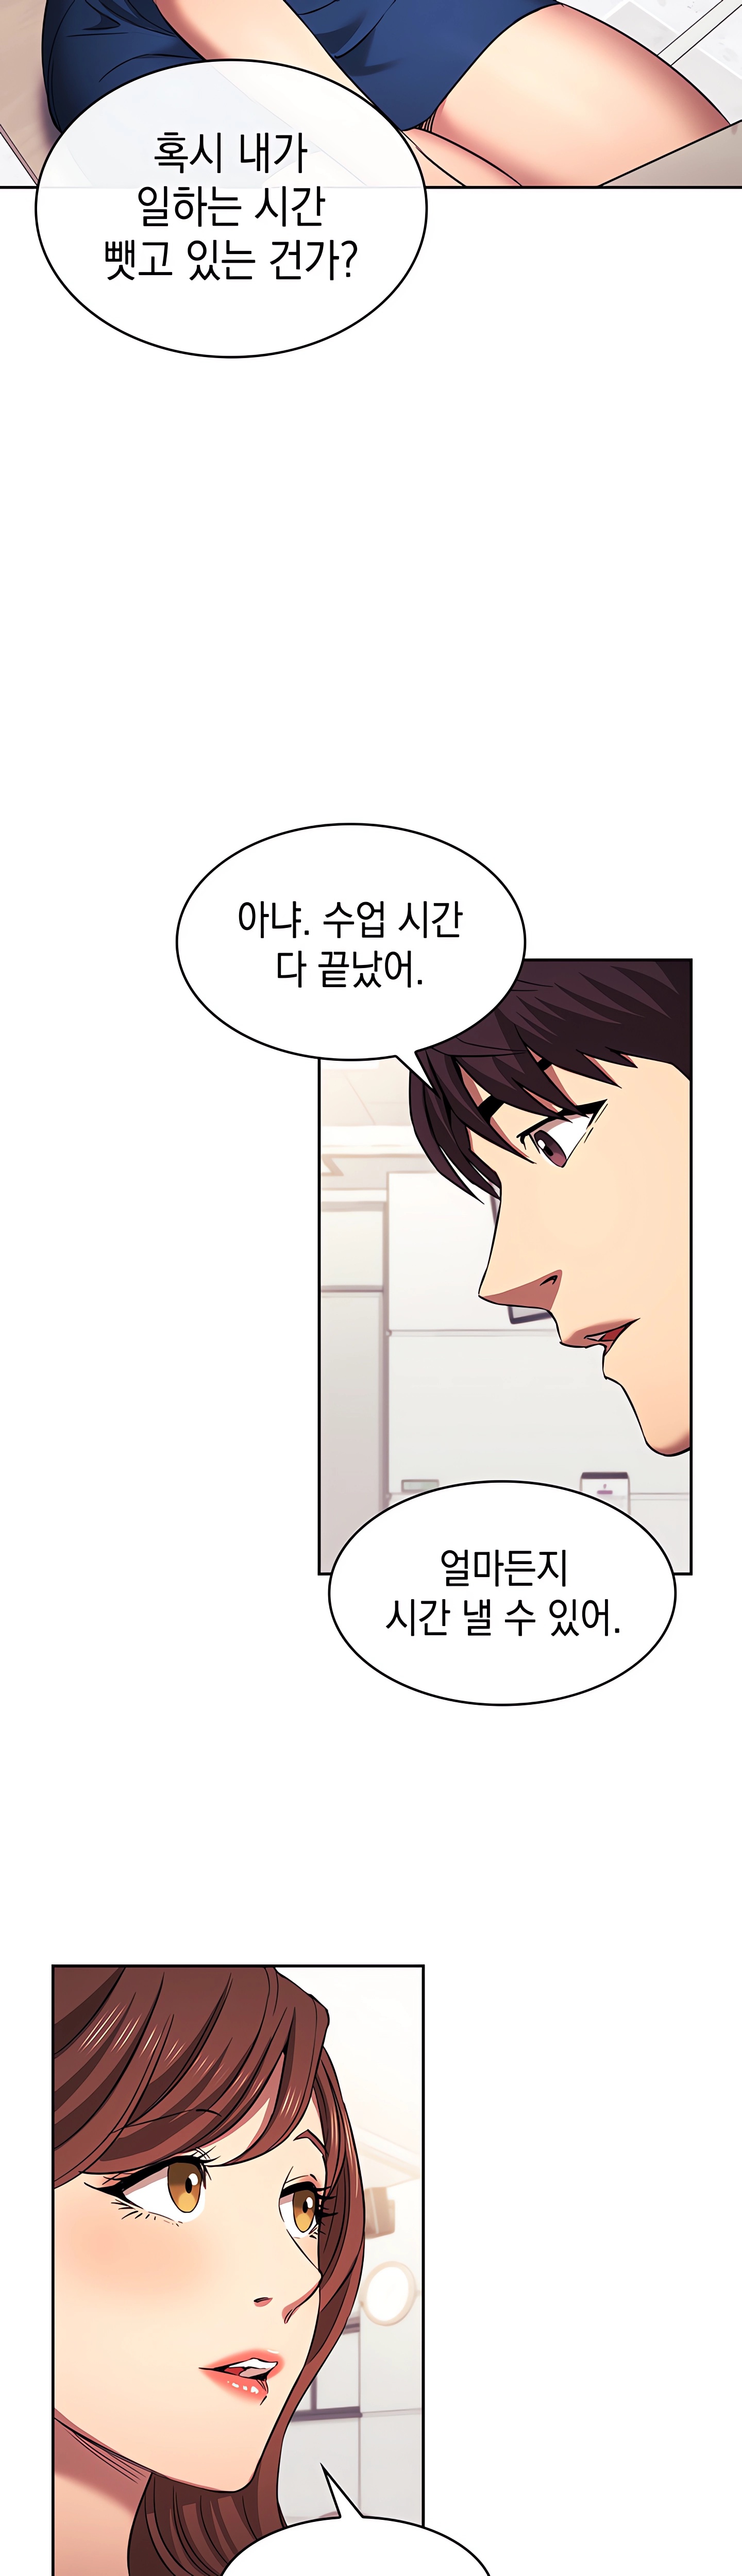 혹시 내가
일하는 시간
뺏고 있는 건가?
아냐. 수업 시간
다 끝났어.
얼마든지
시간 낼 수 있어.